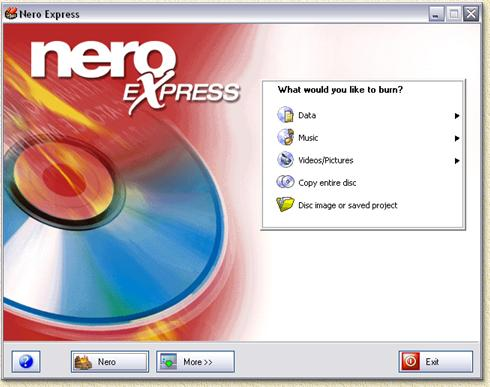 Nero Express
nero
EXPRESS
What would you like to burn?
Data
Music
Videos/Pictures
Copy entire disc
Disc image or saved project
?
Nero
More >>
Exit